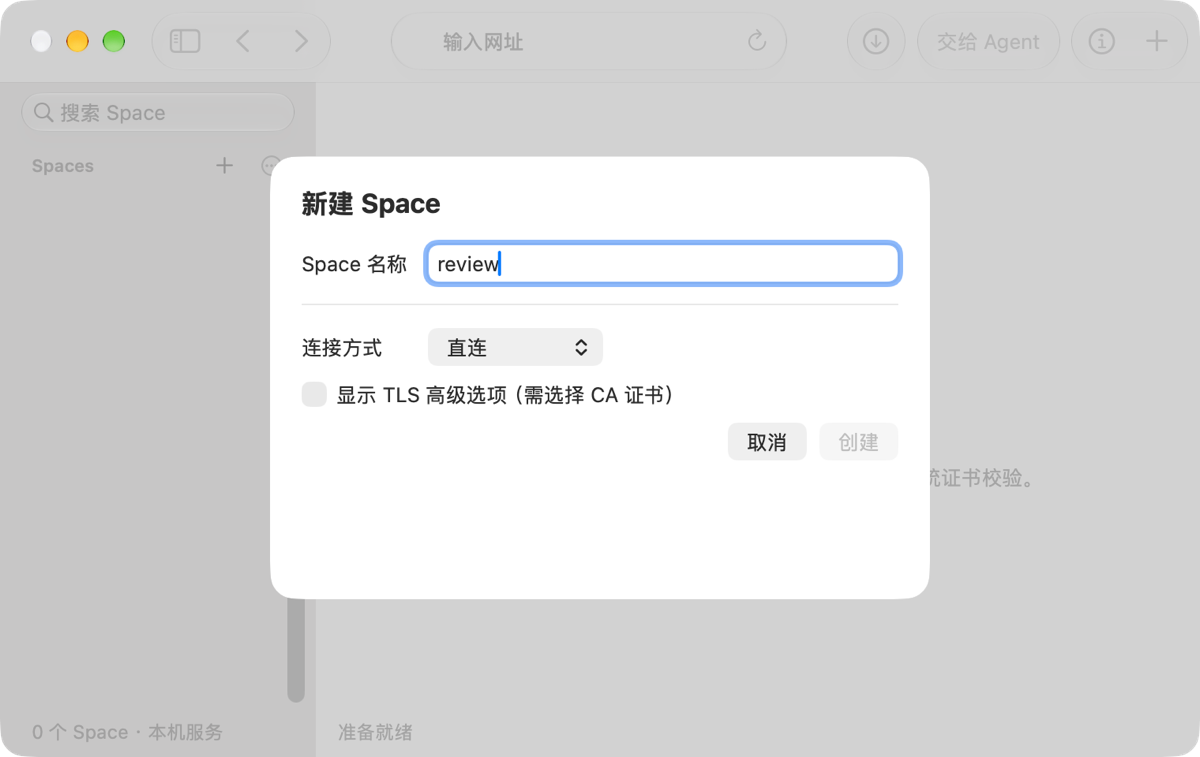 输入网址
交给 Agent
搜索 Space
Spaces
新建 Space
Space 名称
review
连接方式
直连
显示 TLS 高级选项（需选择 CA 证书）
取消
创建
证书校验。
0 个 Space · 本机服务
准备就绪